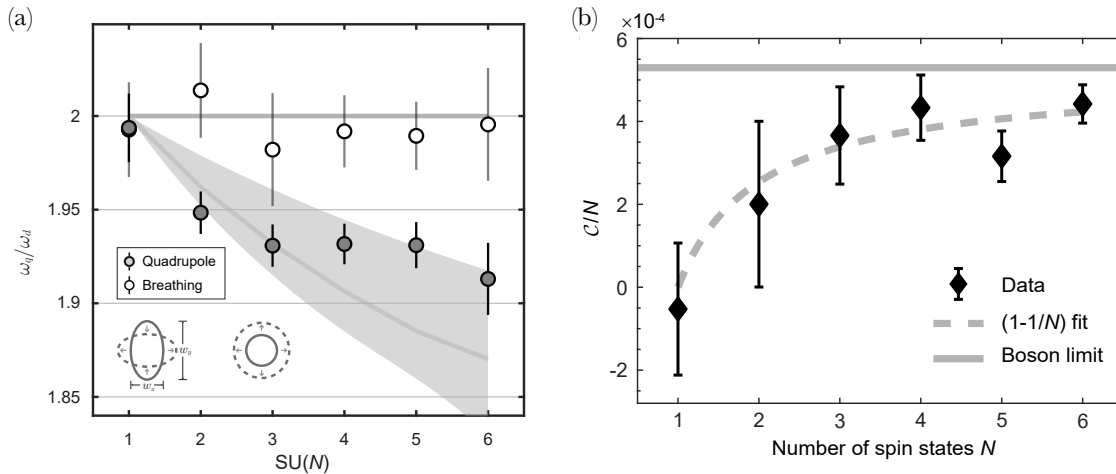 (a)
2
1.95
1.9
1.85
ω_q/ω_d
Quadrupole
Breathing
w_y
w_x
1 2 3 4 5 6
SU(N)
(b)
×10⁻⁴
6
4
2
0
-2
C/N
Data
(1-1/N) fit
Boson limit
1 2 3 4 5 6
Number of spin states N